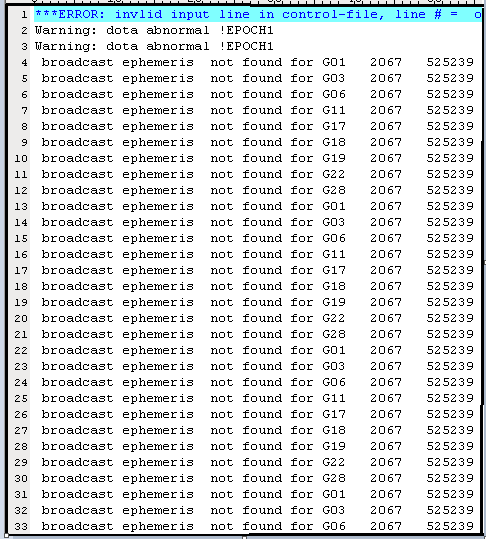 1 ***ERROR: invlid input line in control-file, line # = o
2 Warning: dota abnormal !EPOCH1
3 Warning: dota abnormal !EPOCH1
4 broadcast ephemeris not found for G01 2067 525239
5 broadcast ephemeris not found for G03 2067 525239
6 broadcast ephemeris not found for G06 2067 525239
7 broadcast ephemeris not found for G11 2067 525239
8 broadcast ephemeris not found for G17 2067 525239
9 broadcast ephemeris not found for G18 2067 525239
10 broadcast ephemeris not found for G19 2067 525239
11 broadcast ephemeris not found for G22 2067 525239
12 broadcast ephemeris not found for G28 2067 525239
13 broadcast ephemeris not found for G01 2067 525239
14 broadcast ephemeris not found for G03 2067 525239
15 broadcast ephemeris not found for G06 2067 525239
16 broadcast ephemeris not found for G11 2067 525239
17 broadcast ephemeris not found for G17 2067 525239
18 broadcast ephemeris not found for G18 2067 525239
19 broadcast ephemeris not found for G19 2067 525239
20 broadcast ephemeris not found for G22 2067 525239
21 broadcast ephemeris not found for G28 2067 525239
22 broadcast ephemeris not found for G01 2067 525239
23 broadcast ephemeris not found for G03 2067 525239
24 broadcast ephemeris not found for G06 2067 525239
25 broadcast ephemeris not found for G11 2067 525239
26 broadcast ephemeris not found for G17 2067 525239
27 broadcast ephemeris not found for G18 2067 525239
28 broadcast ephemeris not found for G19 2067 525239
29 broadcast ephemeris not found for G22 2067 525239
30 broadcast ephemeris not found for G28 2067 525239
31 broadcast ephemeris not found for G01 2067 525239
32 broadcast ephemeris not found for G03 2067 525239
33 broadcast ephemeris not found for G06 2067 525239